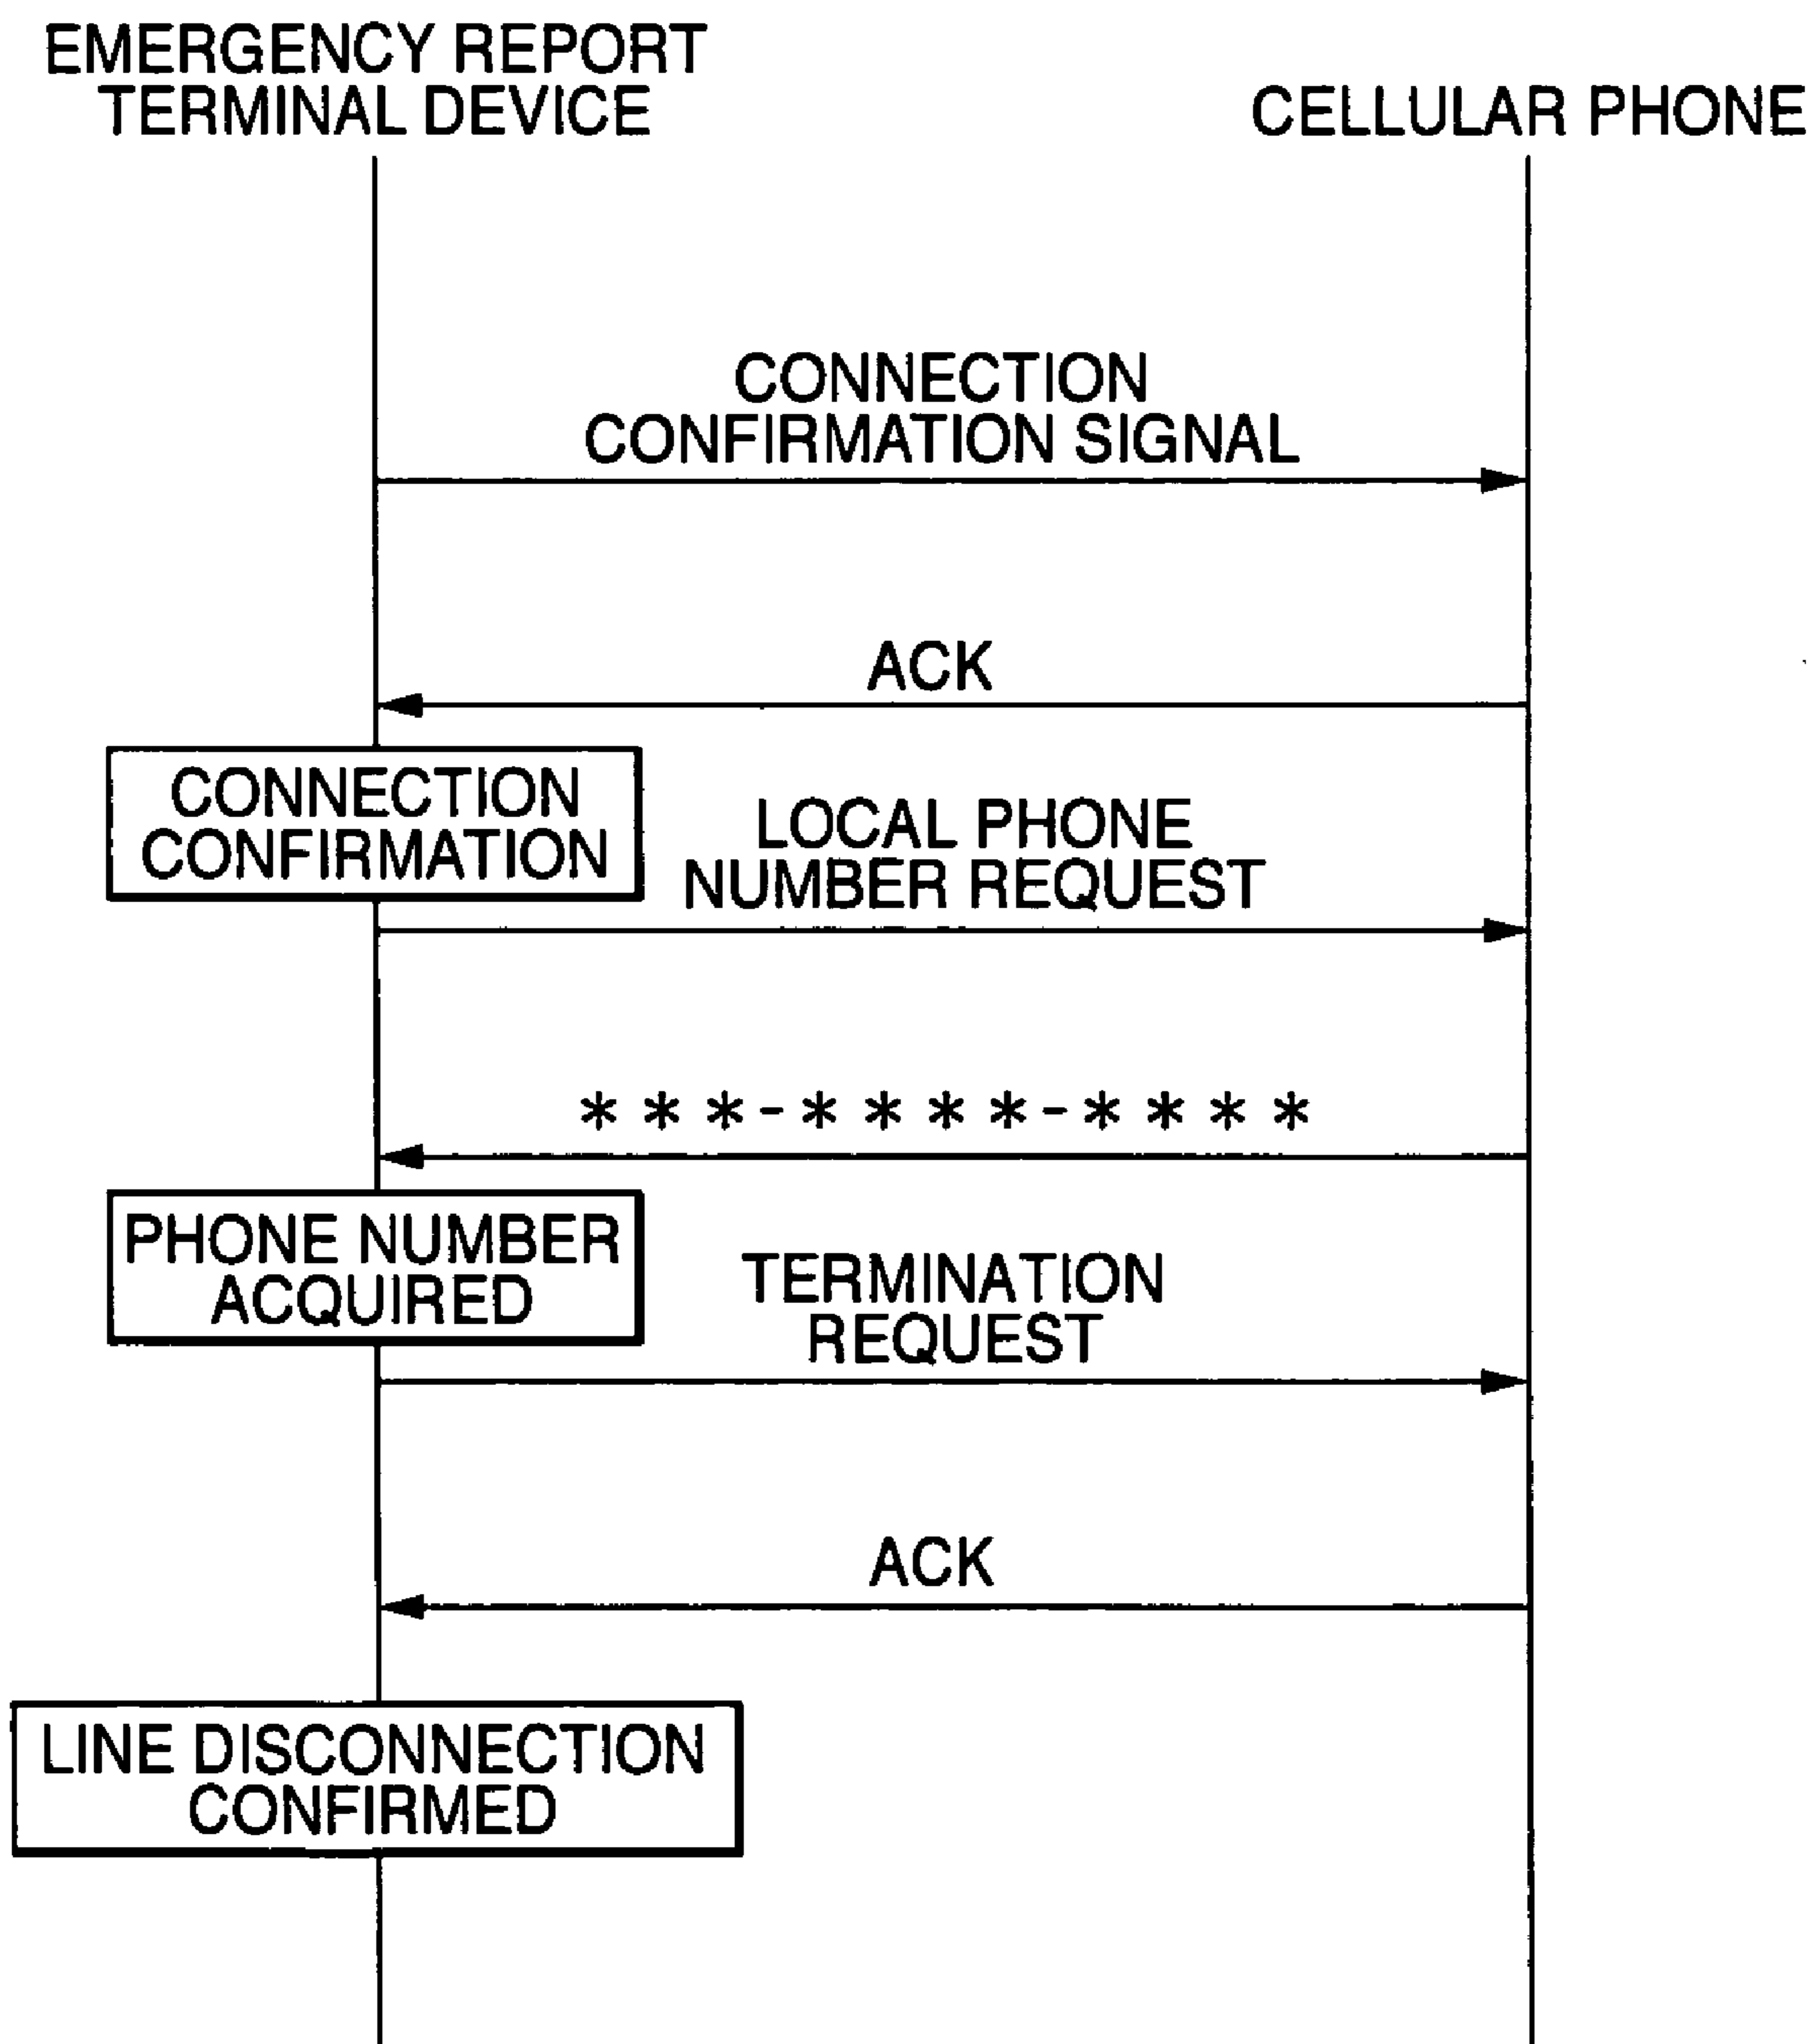 EMERGENCY REPORT
TERMINAL DEVICE
CELLULAR PHONE
CONNECTION
CONFIRMATION SIGNAL
ACK
CONNECTION
CONFIRMATION
LOCAL PHONE
NUMBER REQUEST
***-****-****
PHONE NUMBER
ACQUIRED
TERMINATION
REQUEST
ACK
LINE DISCONNECTION
CONFIRMED